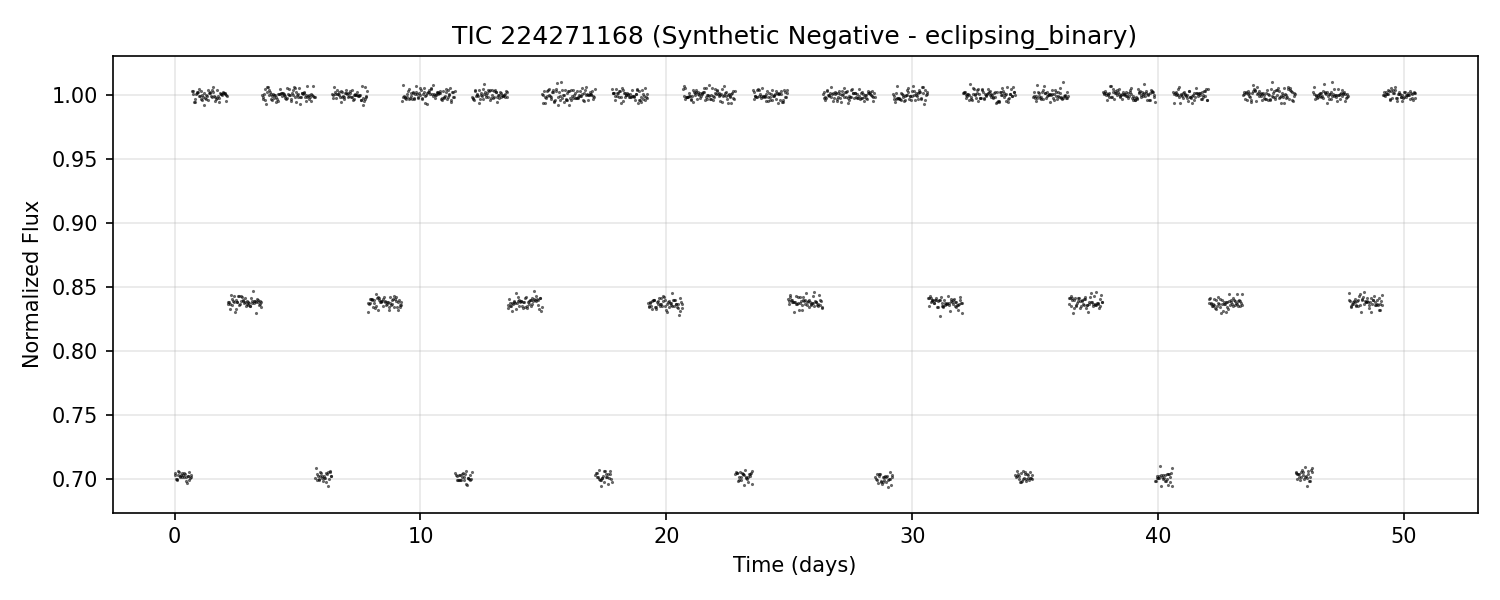 TIC 224271168 (Synthetic Negative - eclipsing_binary)
1.00
0.95
0.90
0.85
0.80
0.75
0.70
Normalized Flux
0 10 20 30 40 50
Time (days)